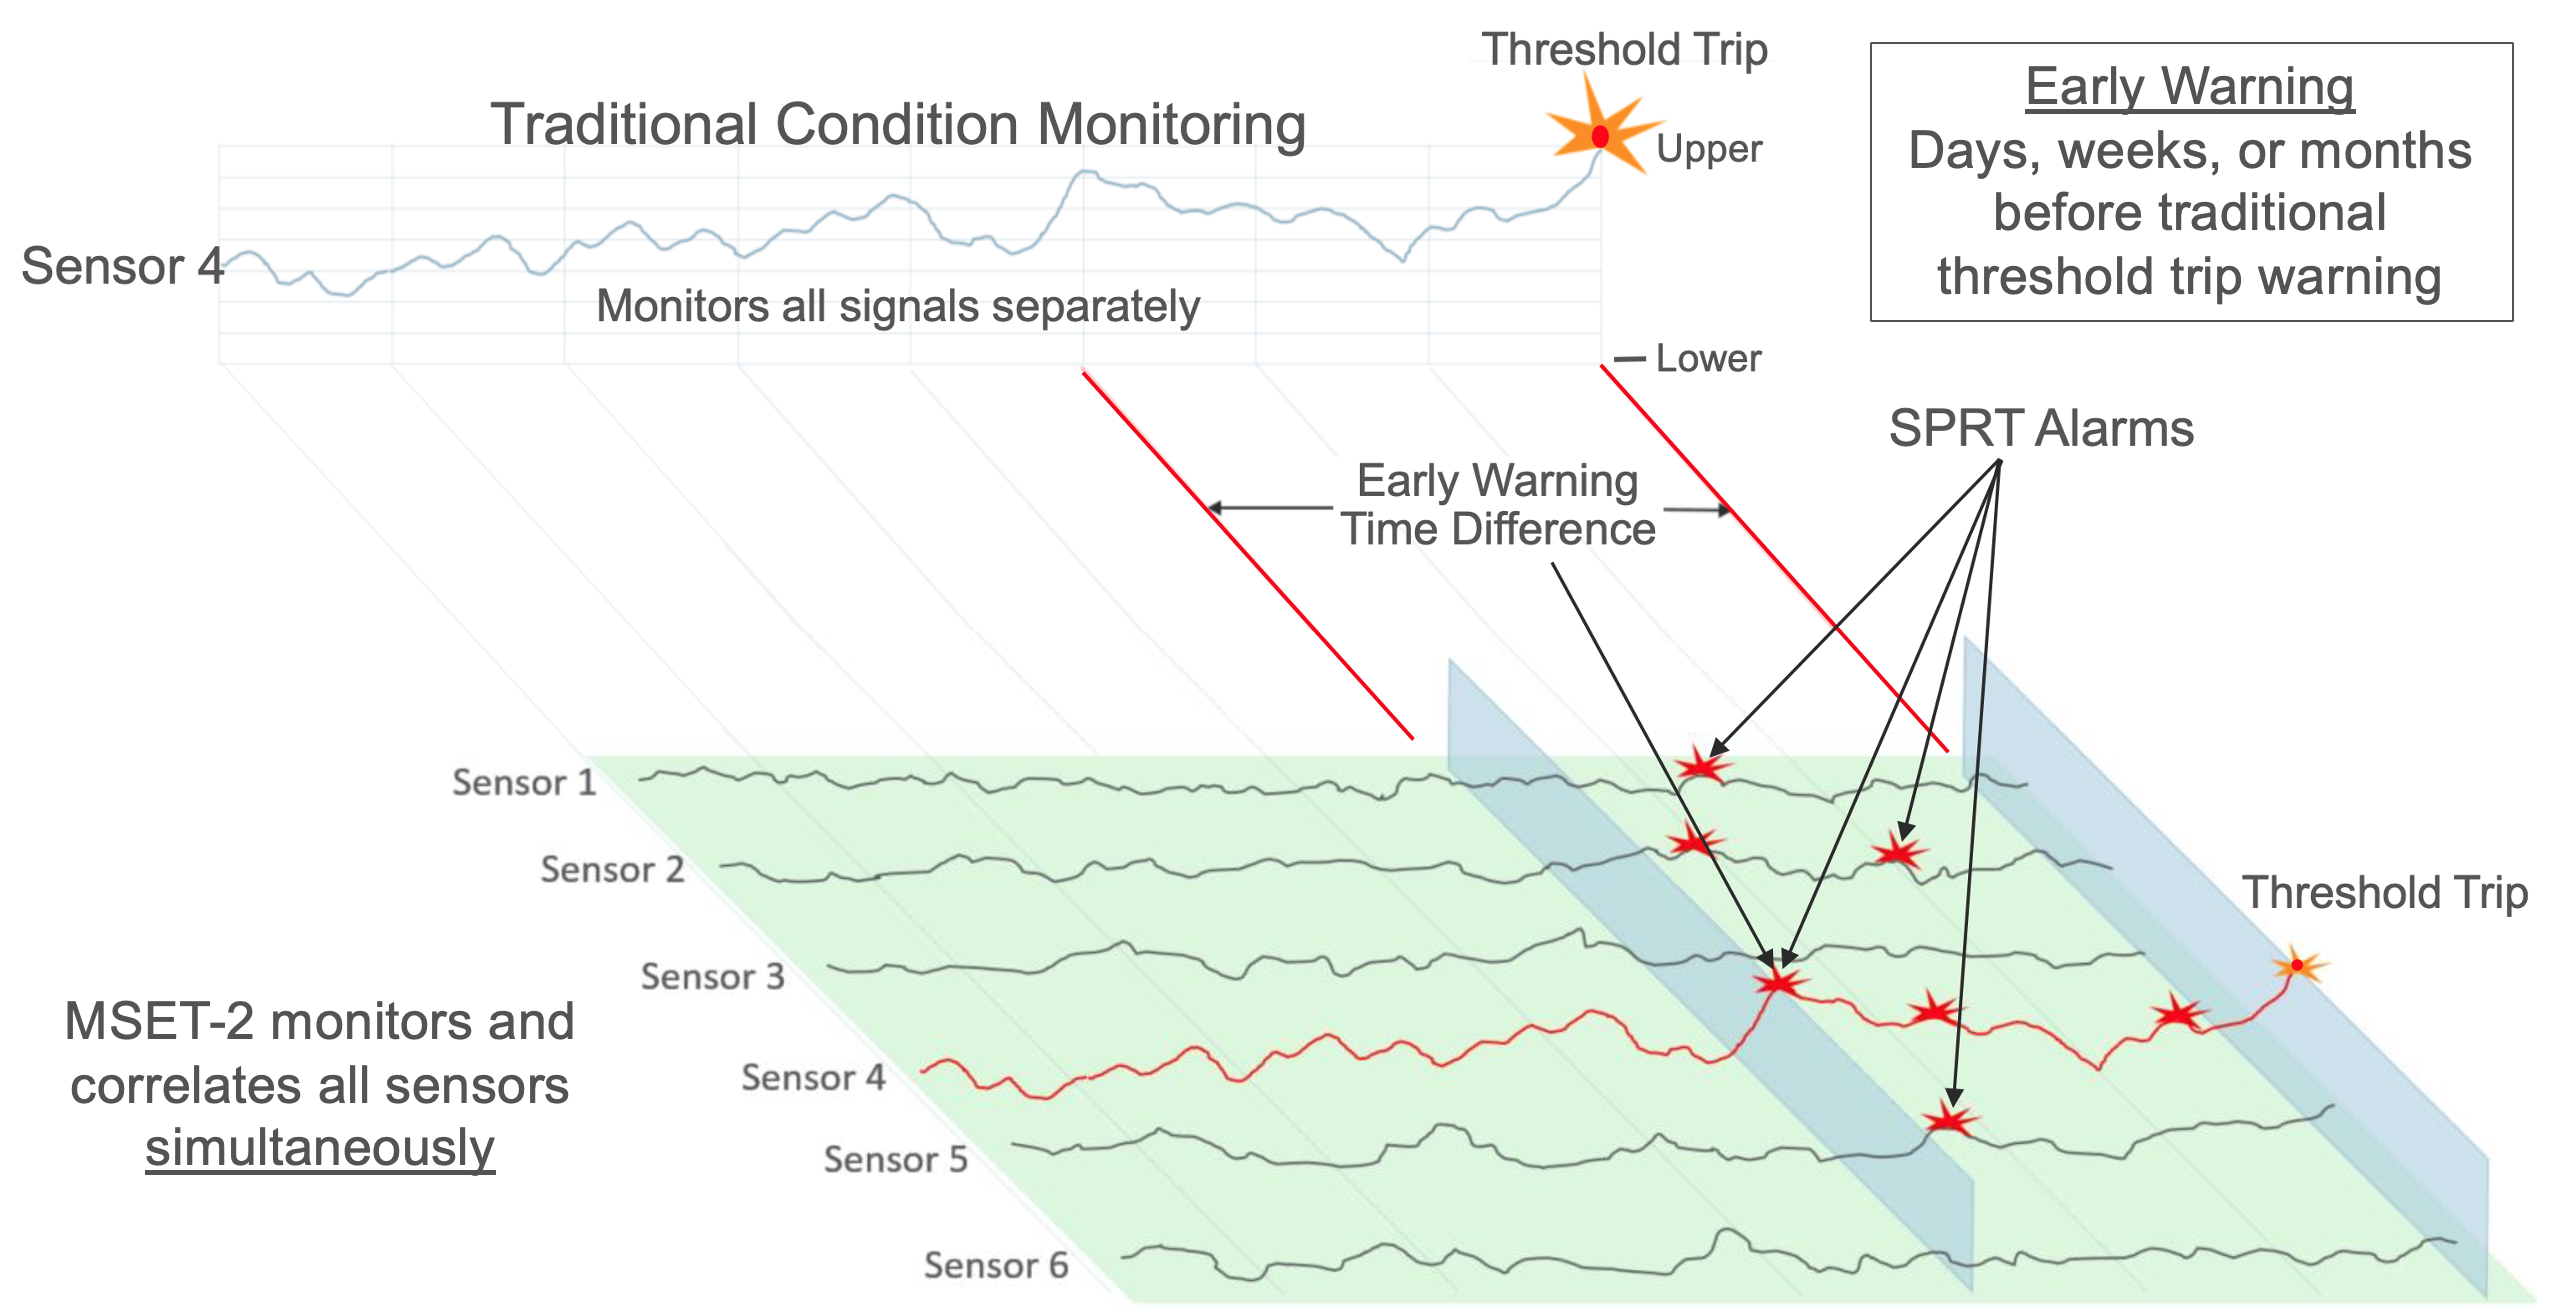 Threshold Trip
Traditional Condition Monitoring
Upper
Sensor 4
Monitors all signals separately
Lower
Early Warning
Days, weeks, or months
before traditional
threshold trip warning
SPRT Alarms
Early Warning
Time Difference
Sensor 1
Sensor 2
Threshold Trip
Sensor 3
MSET-2 monitors and
correlates all sensors
simultaneously
Sensor 4
Sensor 5
Sensor 6